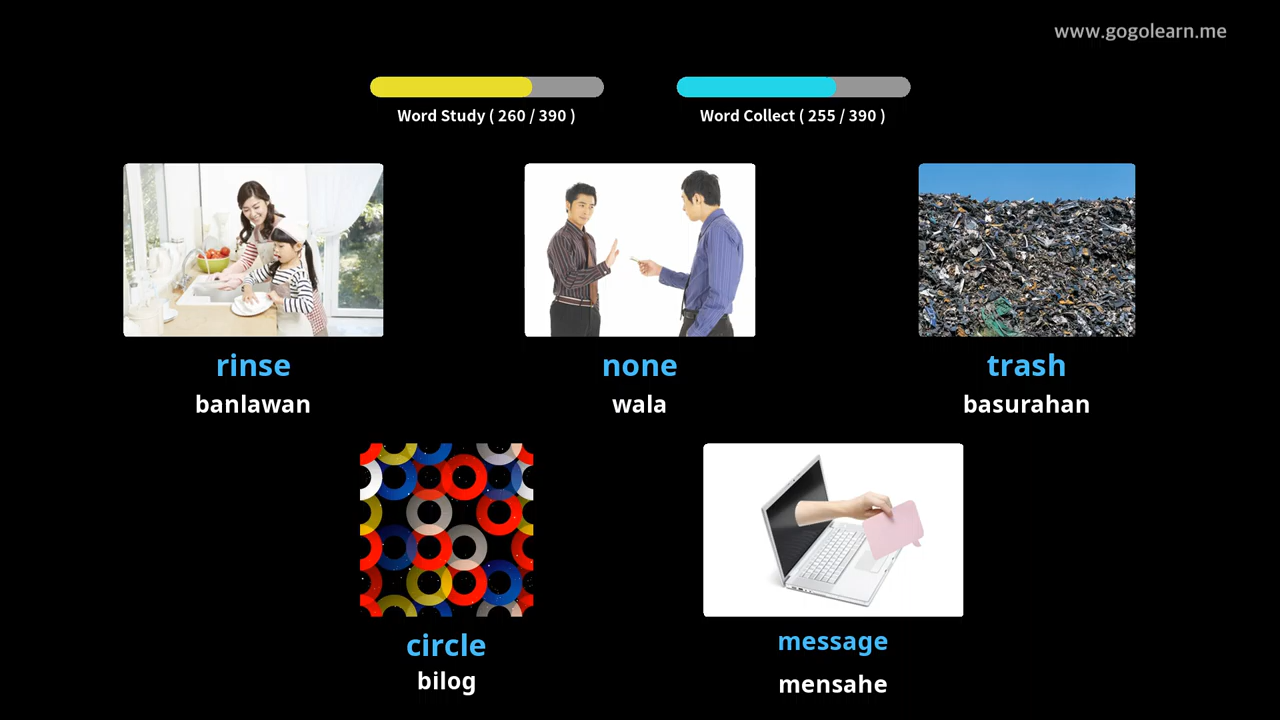 www.gogolearn.me
Word Study ( 260 / 390 )
Word Collect ( 255 / 390 )
rinse
banlawan
none
wala
trash
basurahan
circle
bilog
message
mensahe